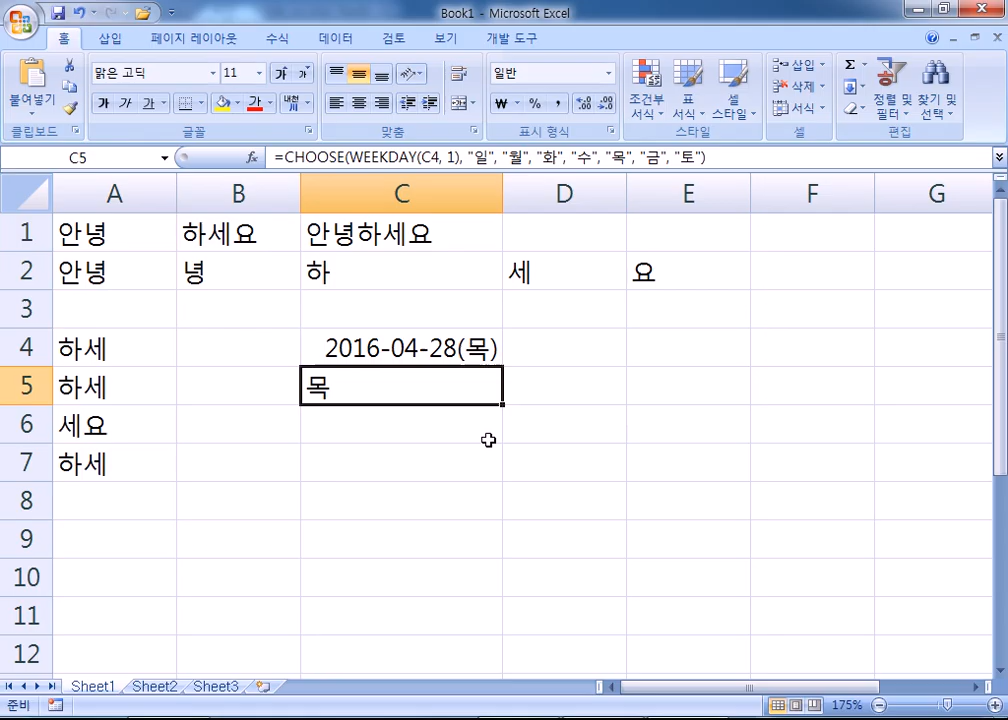 Book1 - Microsoft Excel
홈 삽입 페이지 레이아웃 수식 데이터 검토 보기 개발 도구
붙여넣기
맑은 고딕 11
가 가 가 가 내천
일반
₩ % ,
조건부 서식
표 서식
셀 스타일
삽입
삭제
서식
Σ
정렬 및 필터
찾기 및 선택
클립보드 글꼴 맞춤 표시 형식 스타일 셀 편집
C5 fx =CHOOSE(WEEKDAY(C4, 1), "일", "월", "화", "수", "목", "금", "토")
A B C D E F G
1 안녕 하세요 안녕하세요
2 안녕 녕 하 세 요
3
4 하세 2016-04-28(목)
5 하세 목
6 세요
7 하세
8
9
10
11
12
Sheet1 Sheet2 Sheet3
준비 175%